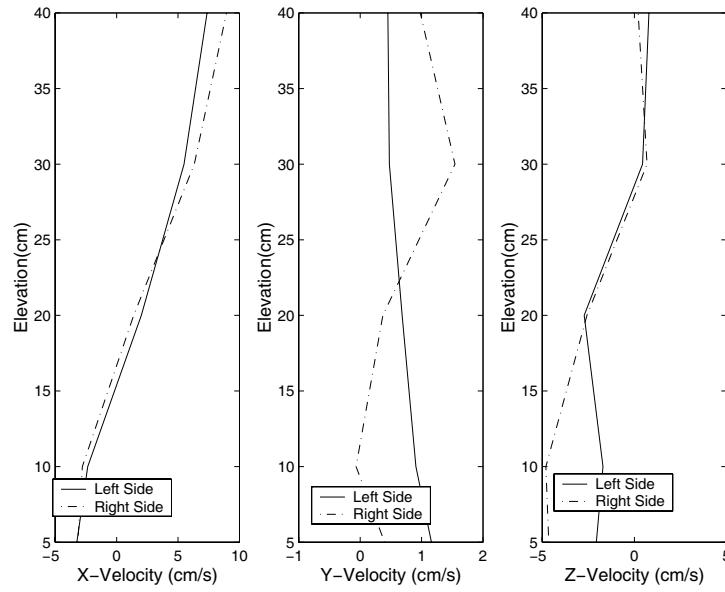 40
35
30
25
20
15
10
5
Elevation(cm)
−5 0 5 10
X−Velocity (cm/s)
Left Side
Right Side
40
35
30
25
20
15
10
5
Elevation(cm)
−1 0 1 2
Y−Velocity (cm/s)
Left Side
Right Side
40
35
30
25
20
15
10
5
Elevation(cm)
−5 0 5
Z−Velocity (cm/s)
Left Side
Right Side